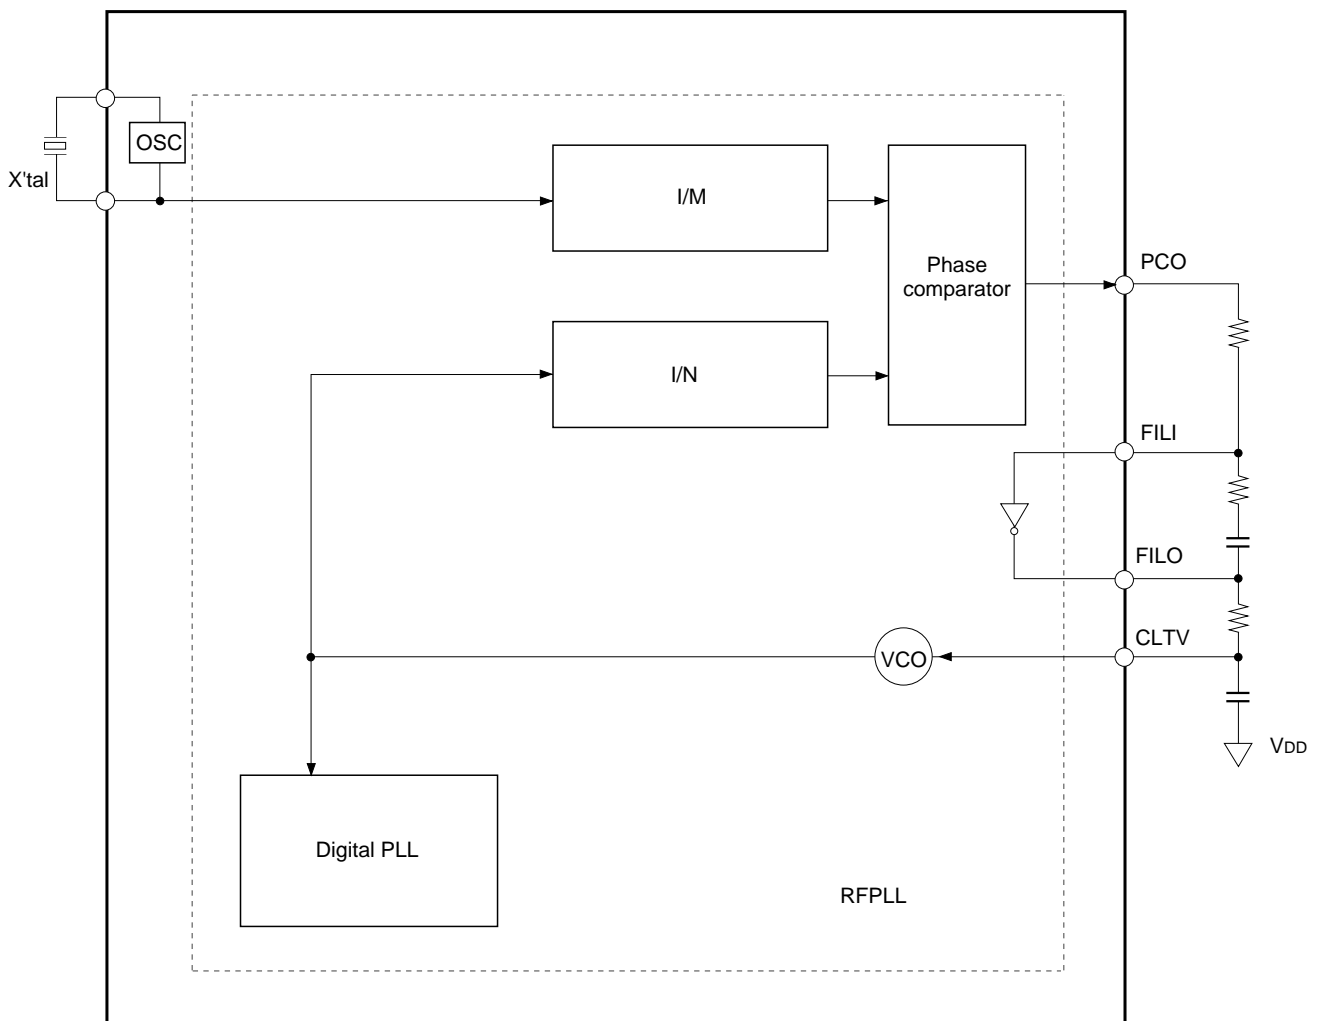 OSC
X'tal
I/M
Phase
comparator
PCO
I/N
FILI
FILO
CLTV
VCO
VDD
Digital PLL
RFPLL